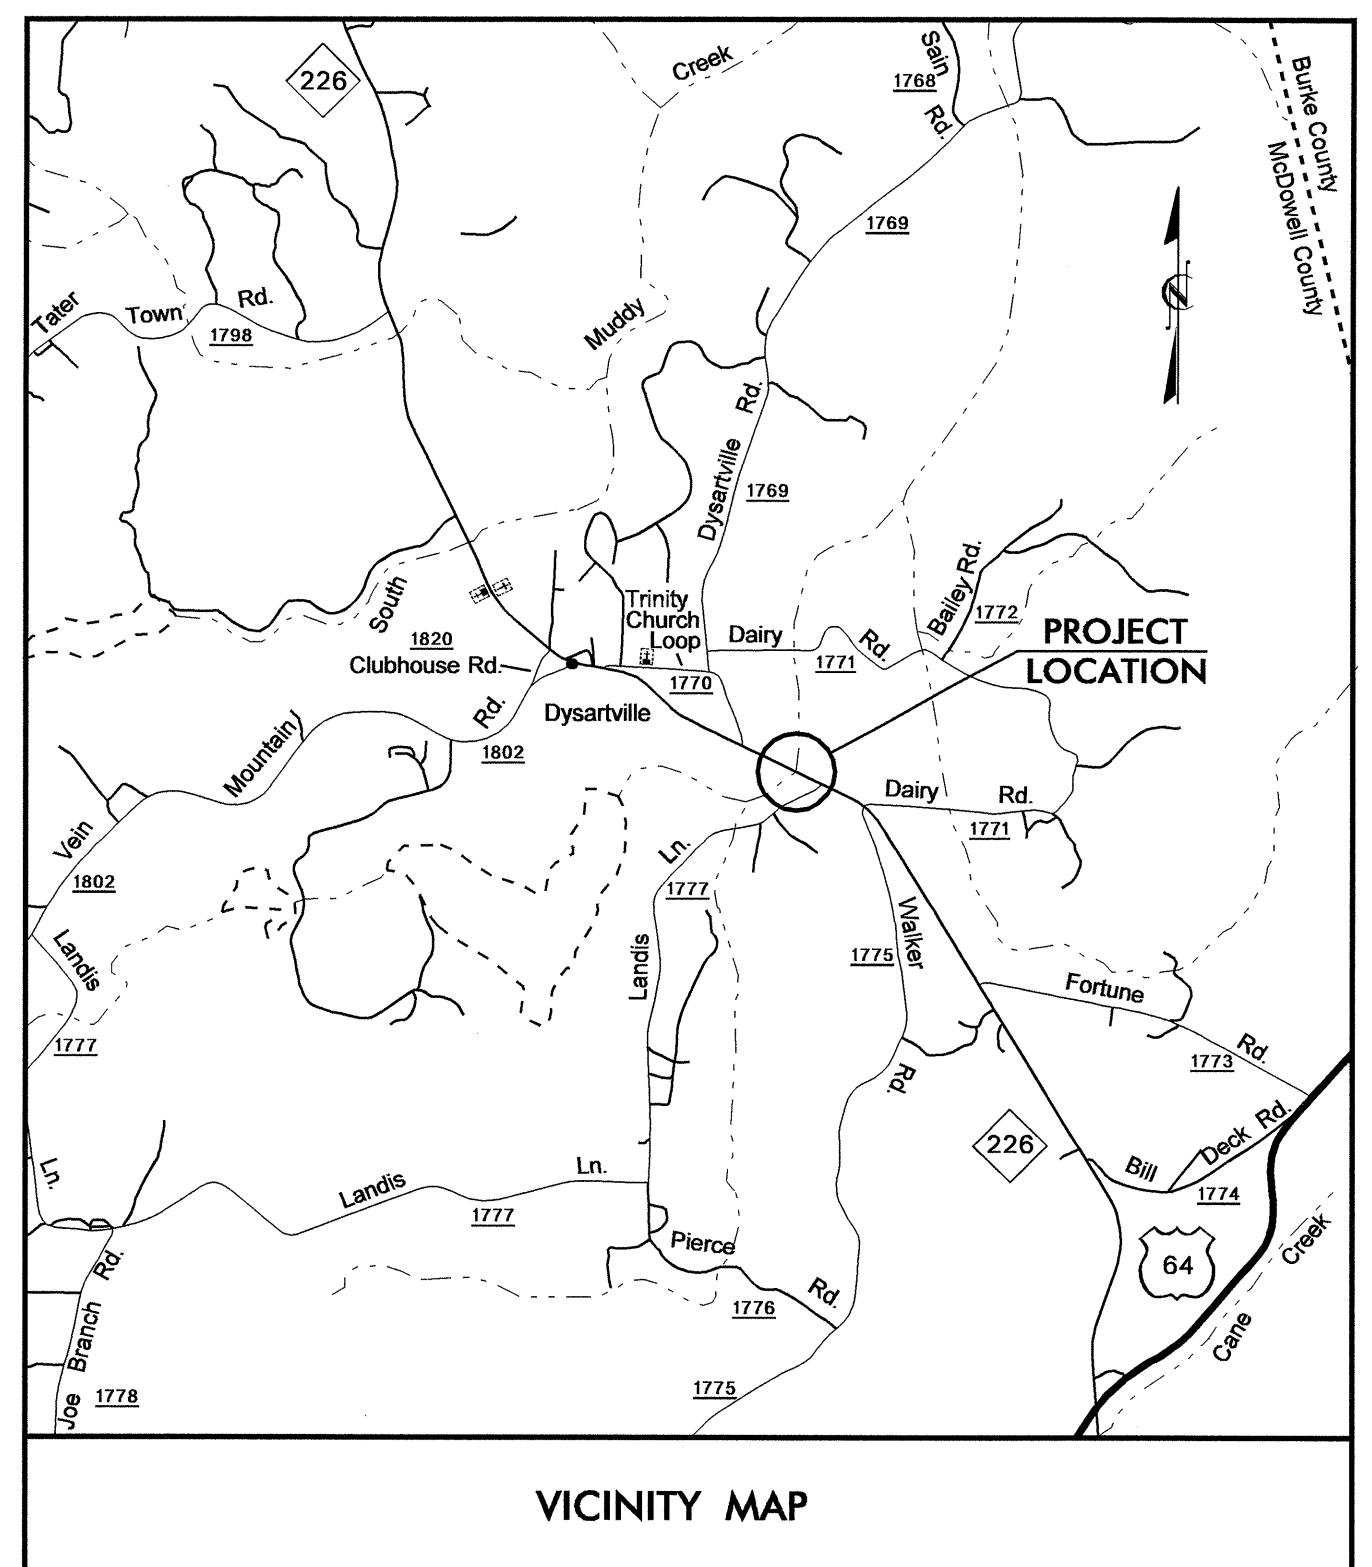 226
Creek
Sain
1768
Rd.
Burke County
McDowell County
1769
Tater
Town
Rd.
1798
Muddy
Rd.
Dysartville
1769
Bailey Rd.
1772
South
Trinity
Church
Loop
1820
Clubhouse Rd.
Dairy
Rd.
1771
PROJECT
LOCATION
1770
Dysartville
Rd.
1802
Mountain
Vein
1802
Dairy
Rd.
1771
Ln.
1777
Landis
Walker
1775
Landis
1777
Fortune
Rd.
1773
Rd.
226
Deck Rd.
Bill
1774
Ln.
Landis
Ln.
1777
Pierce
Rd.
1776
64
Creek
Cane
Rd.
Branch
Joe
1778
1775
VICINITY MAP